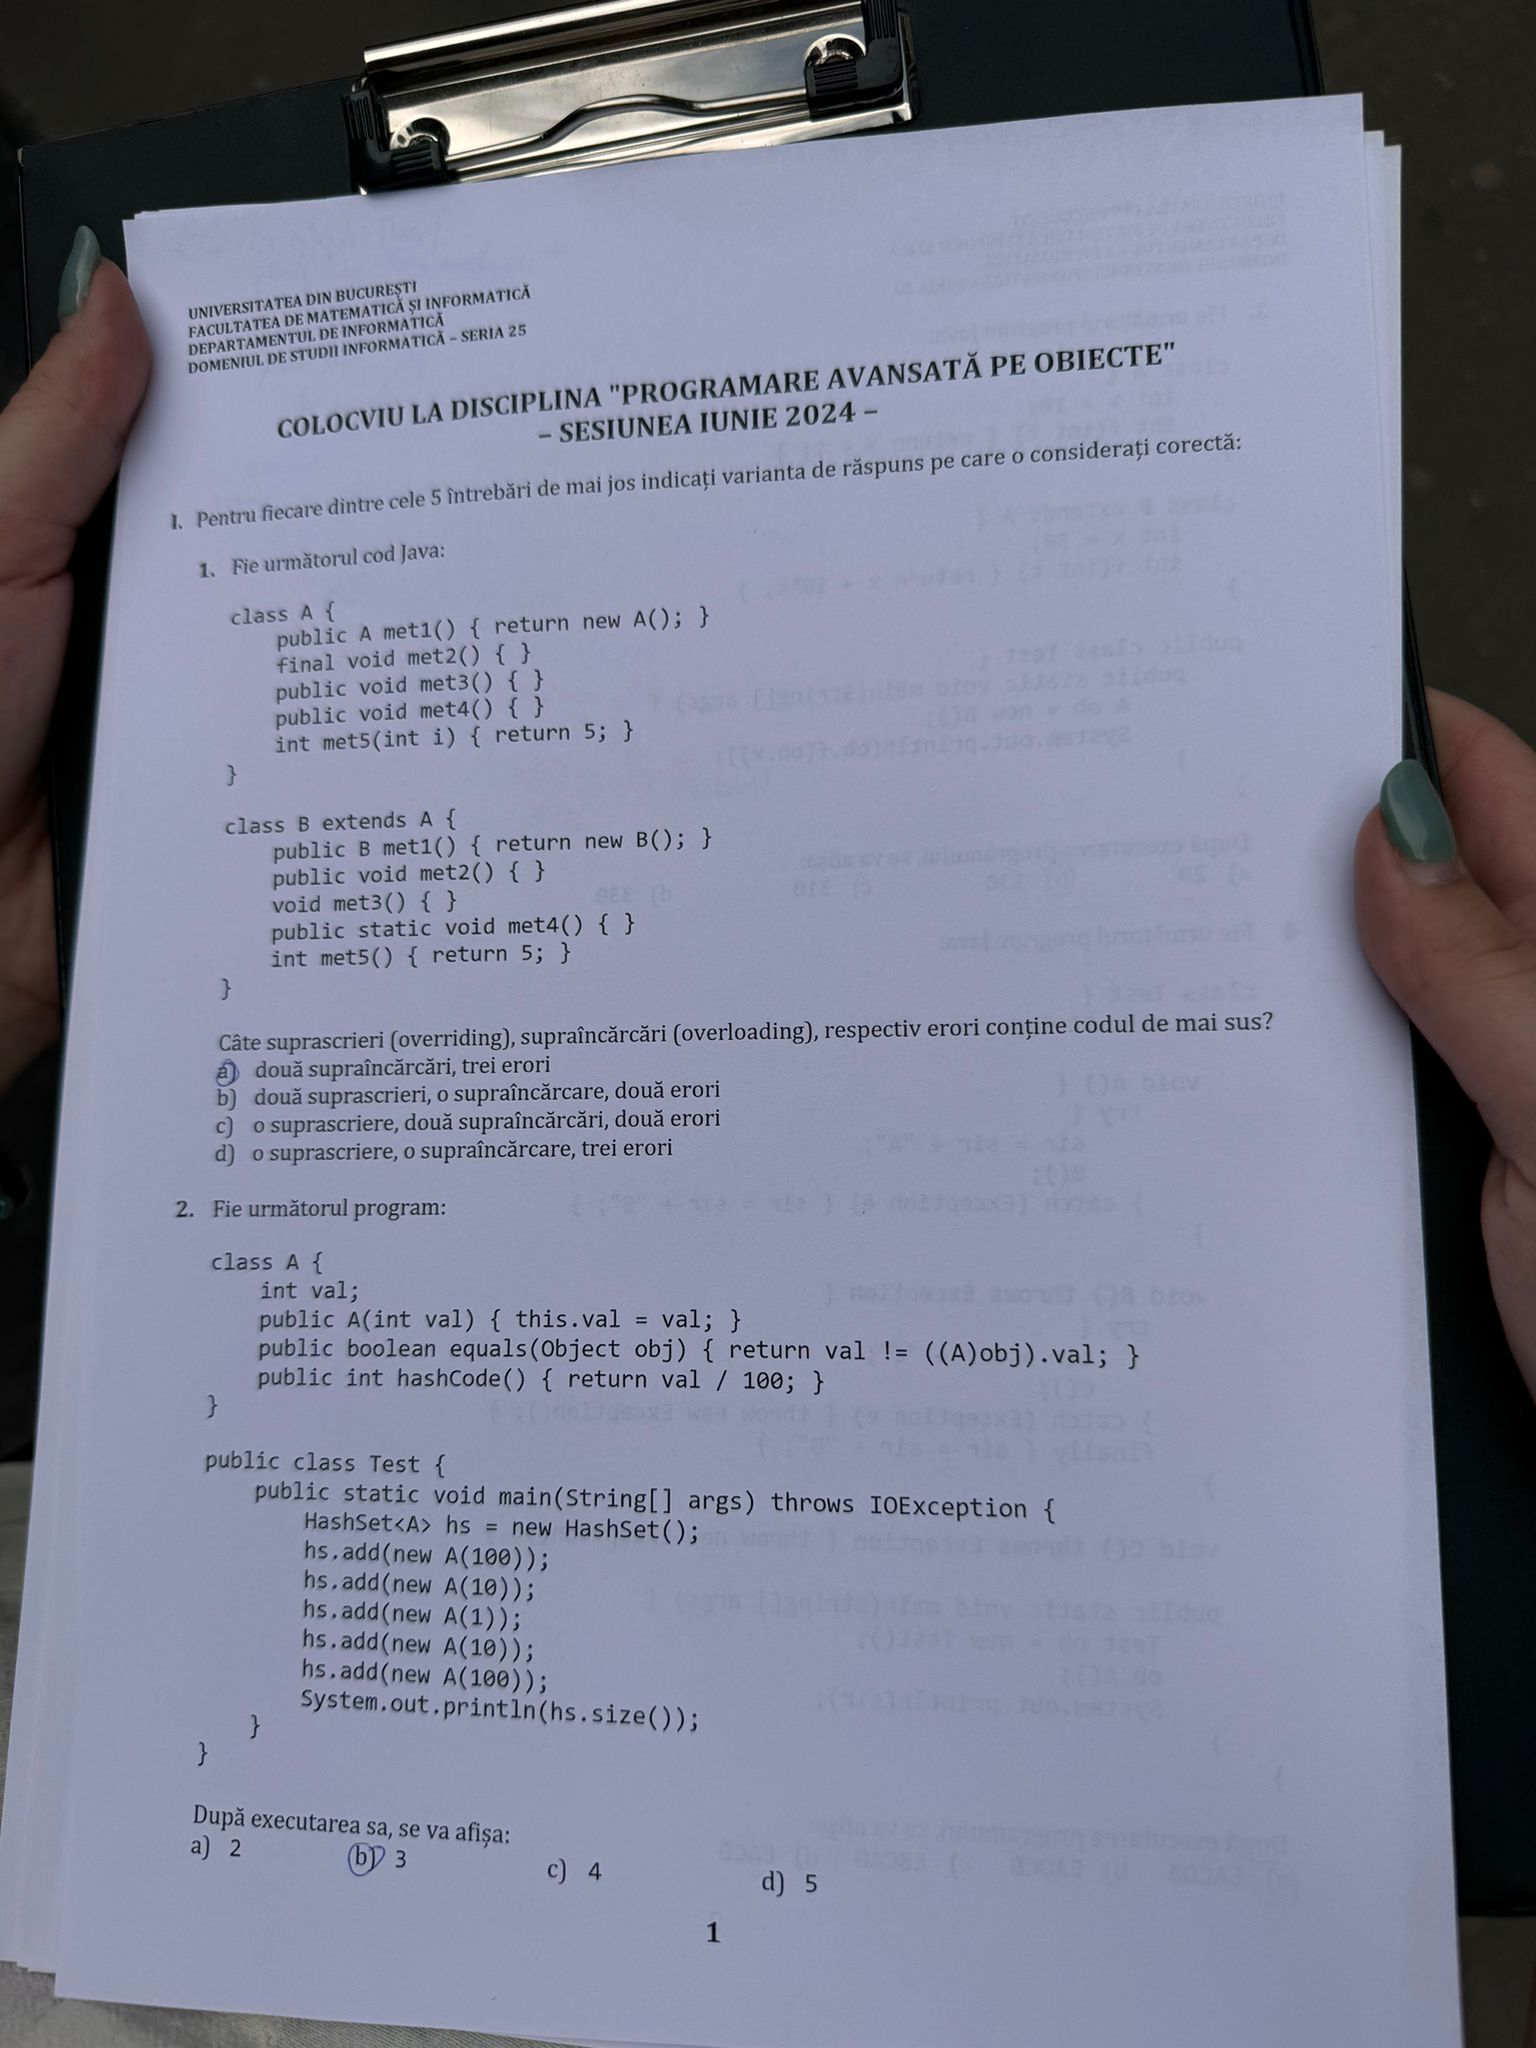 UNIVERSITATEA DIN BUCUREȘTI
FACULTATEA DE MATEMATICĂ ȘI INFORMATICĂ
DEPARTAMENTUL DE INFORMATICĂ
DOMENIUL DE STUDII INFORMATICĂ – SERIA 25
COLOCVIU LA DISCIPLINA "PROGRAMARE AVANSATĂ PE OBIECTE"
– SESIUNEA IUNIE 2024 –
I. Pentru fiecare dintre cele 5 întrebări de mai jos indicați varianta de răspuns pe care o considerați corectă:
1. Fie următorul cod Java:
class A {
public A met1() { return new A(); }
final void met2() { }
public void met3() { }
public void met4() { }
int met5(int i) { return 5; }
}
class B extends A {
public B met1() { return new B(); }
public void met2() { }
void met3() { }
public static void met4() { }
int met5() { return 5; }
}
Câte suprascrieri (overriding), supraîncărcări (overloading), respectiv erori conține codul de mai sus?
a) două supraîncărcări, trei erori
b) două suprascrieri, o supraîncărcare, două erori
c) o suprascriere, două supraîncărcări, două erori
d) o suprascriere, o supraîncărcare, trei erori
2. Fie următorul program:
class A {
int val;
public A(int val) { this.val = val; }
public boolean equals(Object obj) { return val != ((A)obj).val; }
public int hashCode() { return val / 100; }
}
public class Test {
public static void main(String[] args) throws IOException {
HashSet<A> hs = new HashSet();
hs.add(new A(100));
hs.add(new A(10));
hs.add(new A(1));
hs.add(new A(10));
hs.add(new A(100));
System.out.println(hs.size());
}
}
După executarea sa, se va afișa:
a) 2 b) 3 c) 4 d) 5
1